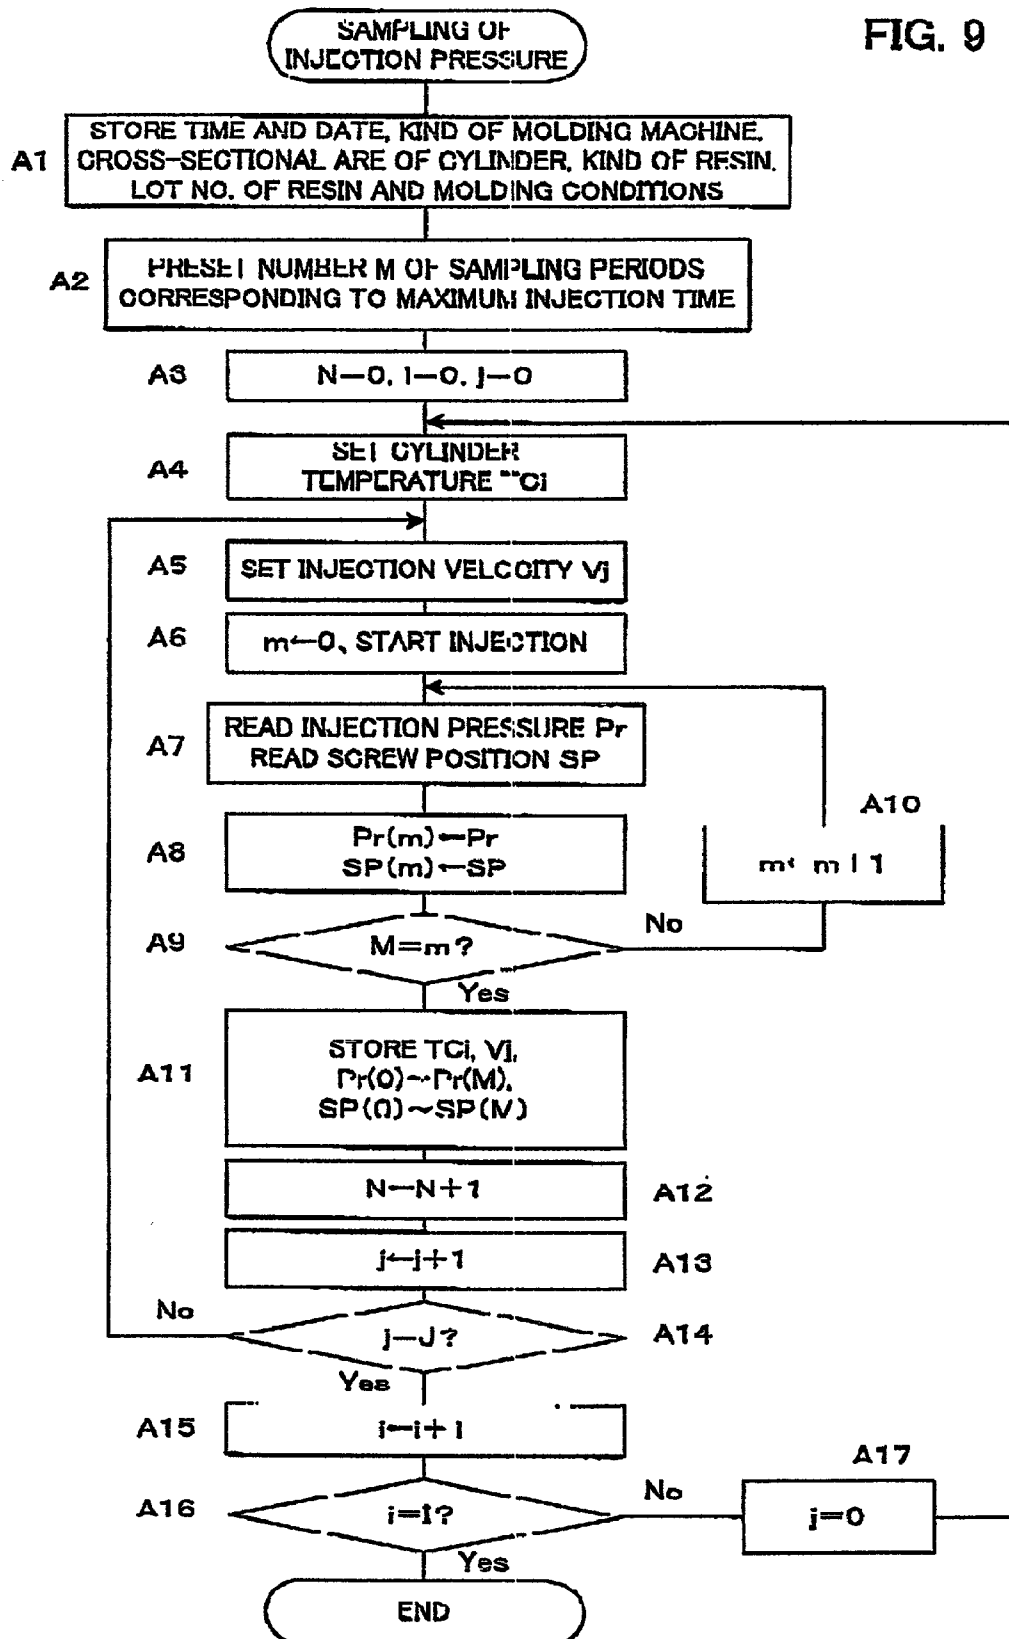 FIG. 9
SAMPLING OF
INJECTION PRESSURE
A1
STORE TIME AND DATE, KIND OF MOLDING MACHINE,
CROSS-SECTIONAL ARE OF CYLINDER, KIND OF RESIN,
LOT NO. OF RESIN AND MOLDING CONDITIONS
A2
PRESET NUMBER M OF SAMPLING PERIODS
CORRESPONDING TO MAXIMUM INJECTION TIME
A3
N←0, i←0, j←0
A4
SET CYLINDER
TEMPERATURE TCi
A5
SET INJECTION VELOCITY Vj
A6
m←0, START INJECTION
A7
READ INJECTION PRESSURE Pr
READ SCREW POSITION SP
A8
Pr(m)←Pr
SP(m)←SP
A10
m←m+1
A9
M=m?
No
Yes
A11
STORE TCi, Vj,
Pr(0)~Pr(M),
SP(0)~SP(M)
N←N+1
A12
j←j+1
A13
No
j=J?
A14
Yes
A15
i←i+1
A16
i=I?
No
A17
j=0
Yes
END